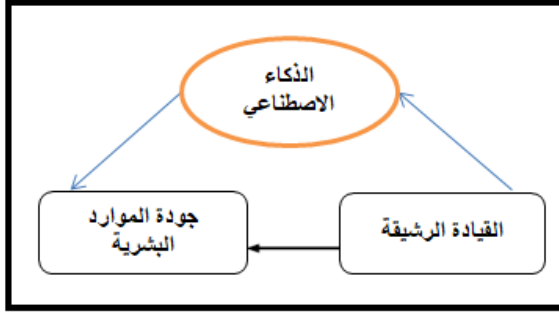 الذكاء
الاصطناعي
القيادة الرشيقة
جودة الموارد
البشرية